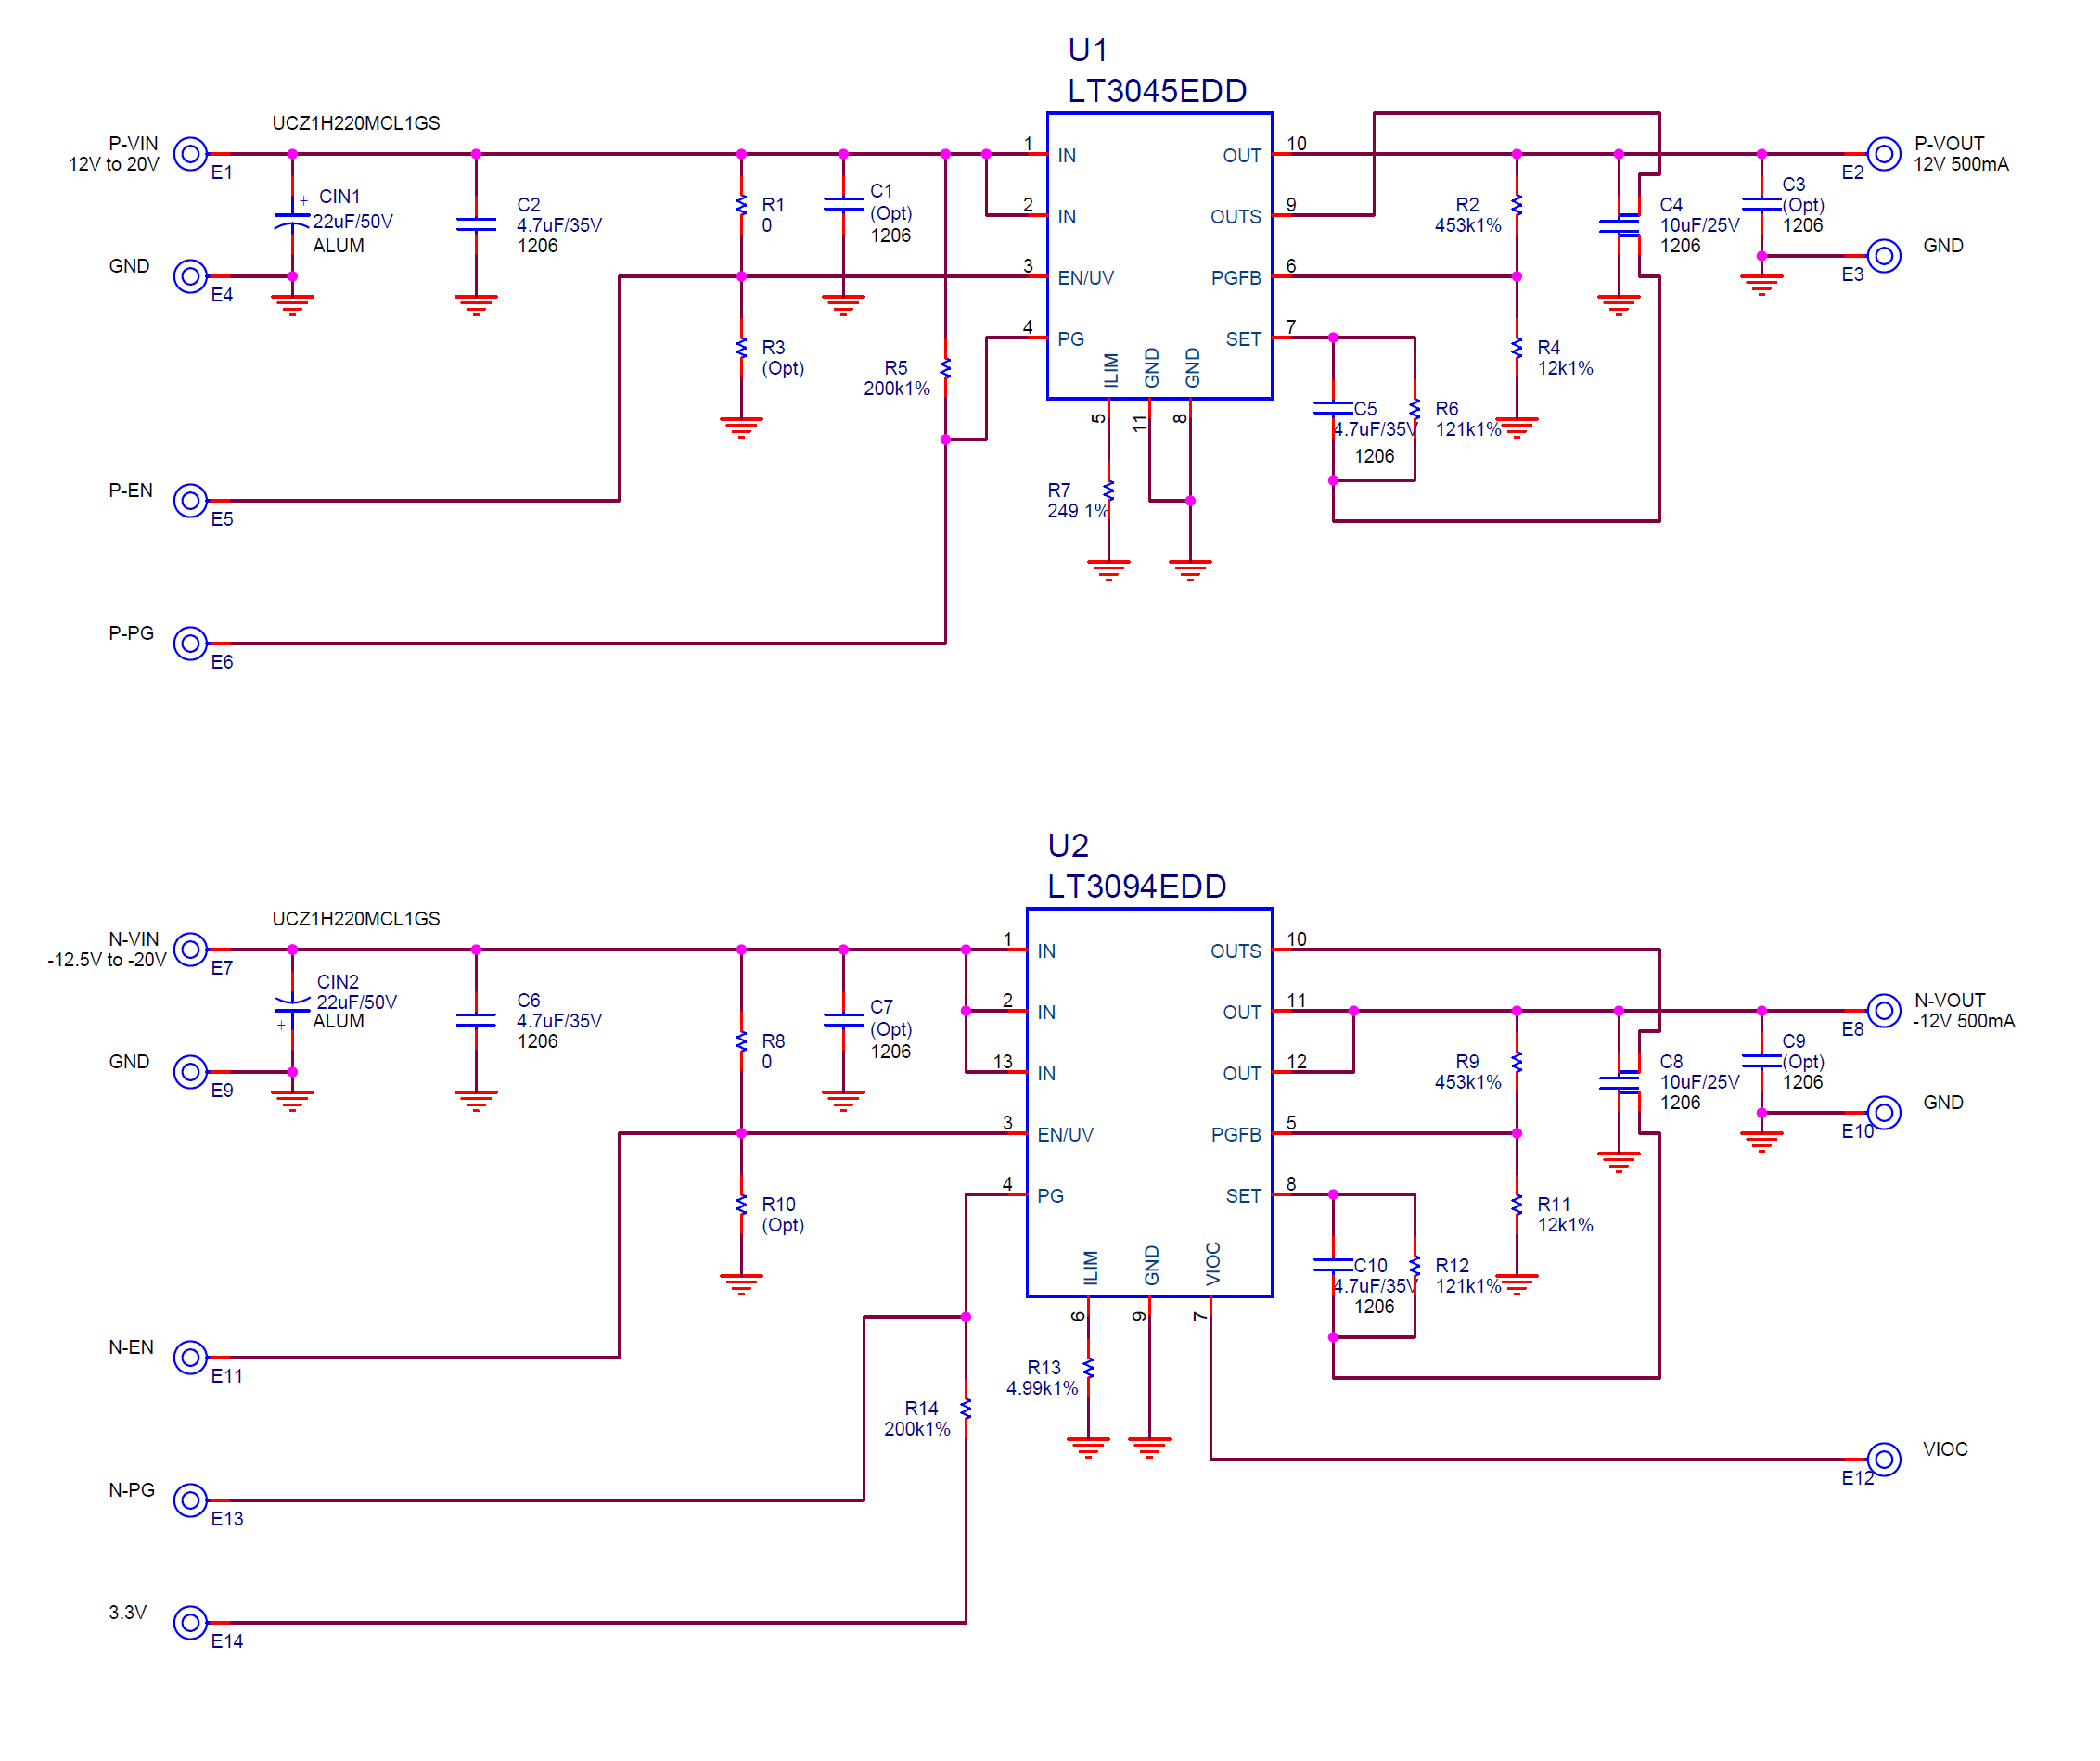 U1
LT3045EDD
UCZ1H220MCL1GS
P-VIN
12V to 20V
E1
CIN1
+
22uF/50V
ALUM
GND
E4
C2
4.7uF/35V
1206
R1
0
C1
(Opt)
1206
R3
(Opt)
R5
200k1%
P-EN
E5
P-PG
E6
1
IN
2
IN
3
EN/UV
4
PG
ILIM
GND
GND
5
11
8
OUT
10
OUTS
9
PGFB
6
SET
7
R7
249 1%
R2
453k1%
C4
10uF/25V
1206
C3
(Opt)
1206
P-VOUT
12V 500mA
E2
GND
E3
R4
12k1%
C5
4.7uF/35V
1206
R6
121k1%
U2
LT3094EDD
UCZ1H220MCL1GS
N-VIN
-12.5V to -20V
E7
CIN2
22uF/50V
+
ALUM
GND
E9
C6
4.7uF/35V
1206
R8
0
C7
(Opt)
1206
R10
(Opt)
N-EN
E11
R14
200k1%
N-PG
E13
3.3V
E14
1
IN
2
IN
13
IN
3
EN/UV
4
PG
ILIM
GND
VIOC
6
9
7
OUTS
10
OUT
11
OUT
12
PGFB
5
SET
8
R13
4.99k1%
R9
453k1%
C8
10uF/25V
1206
C9
(Opt)
1206
N-VOUT
-12V 500mA
E8
GND
E10
R11
12k1%
C10
4.7uF/35V
1206
R12
121k1%
VIOC
E12